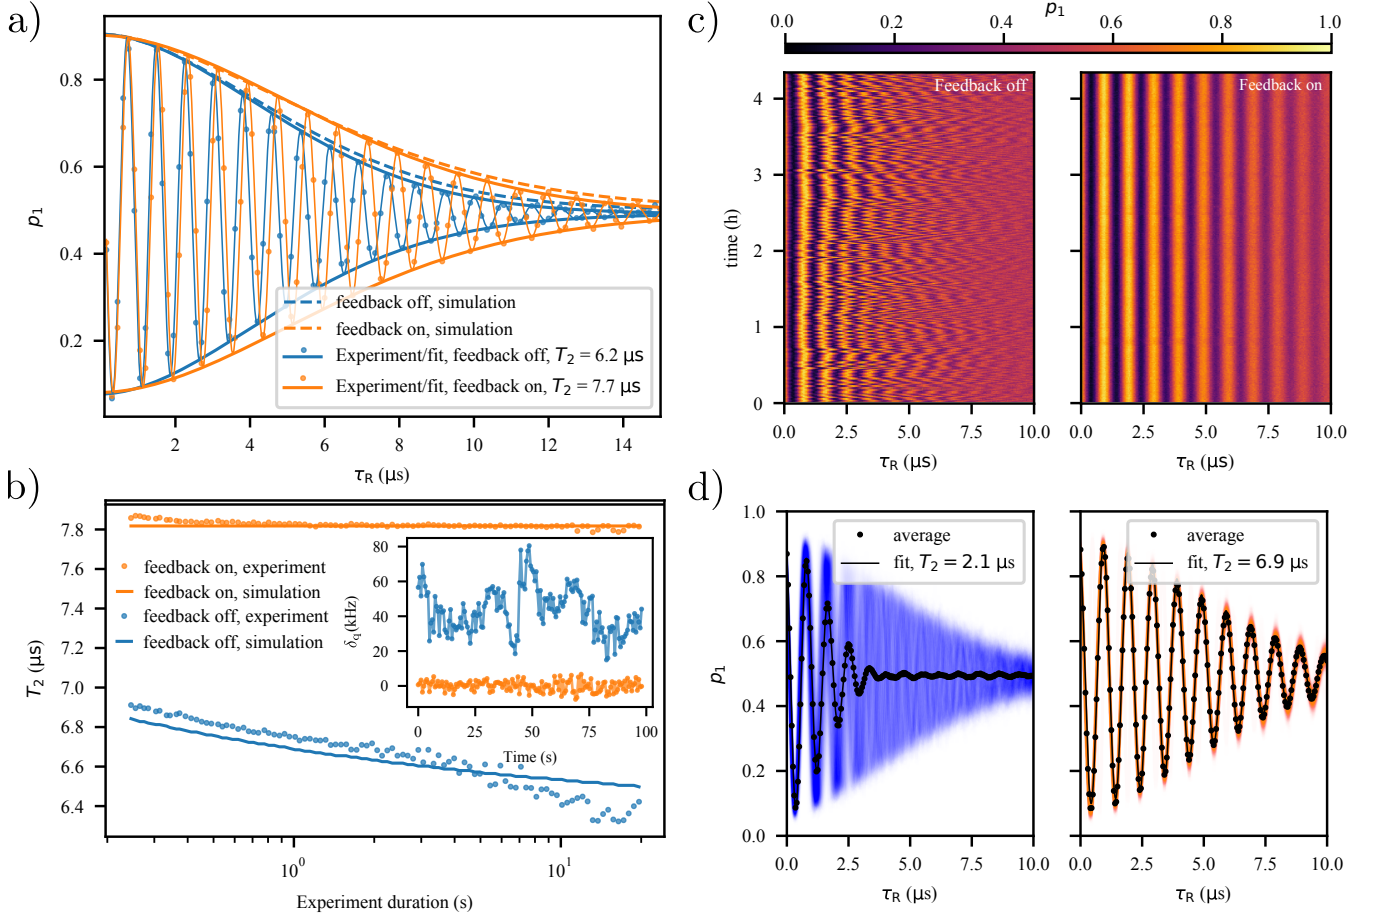 a)
0.8
0.6
0.4
0.2
p1
feedback off, simulation
feedback on, simulation
Experiment/fit, feedback off, T2 = 6.2 μs
Experiment/fit, feedback on, T2 = 7.7 μs
2 4 6 8 10 12 14
τR (μs)
b)
7.8
7.6
7.4
7.2
7.0
6.8
6.6
6.4
T2 (μs)
feedback on, experiment
feedback on, simulation
feedback off, experiment
feedback off, simulation
80
60
40
20
0
δq(kHz)
0 25 50 75 100
Time (s)
10^0 10^1
Experiment duration (s)
c)
p1
0.0 0.2 0.4 0.6 0.8 1.0
Feedback off
Feedback on
4
3
2
1
0
time (h)
0.0 2.5 5.0 7.5 10.0
τR (μs)
0.0 2.5 5.0 7.5 10.0
τR (μs)
d)
1.0
0.8
0.6
0.4
0.2
0.0
p1
average
fit, T2 = 2.1 μs
average
fit, T2 = 6.9 μs
0.0 2.5 5.0 7.5 10.0
τR (μs)
0.0 2.5 5.0 7.5 10.0
τR (μs)